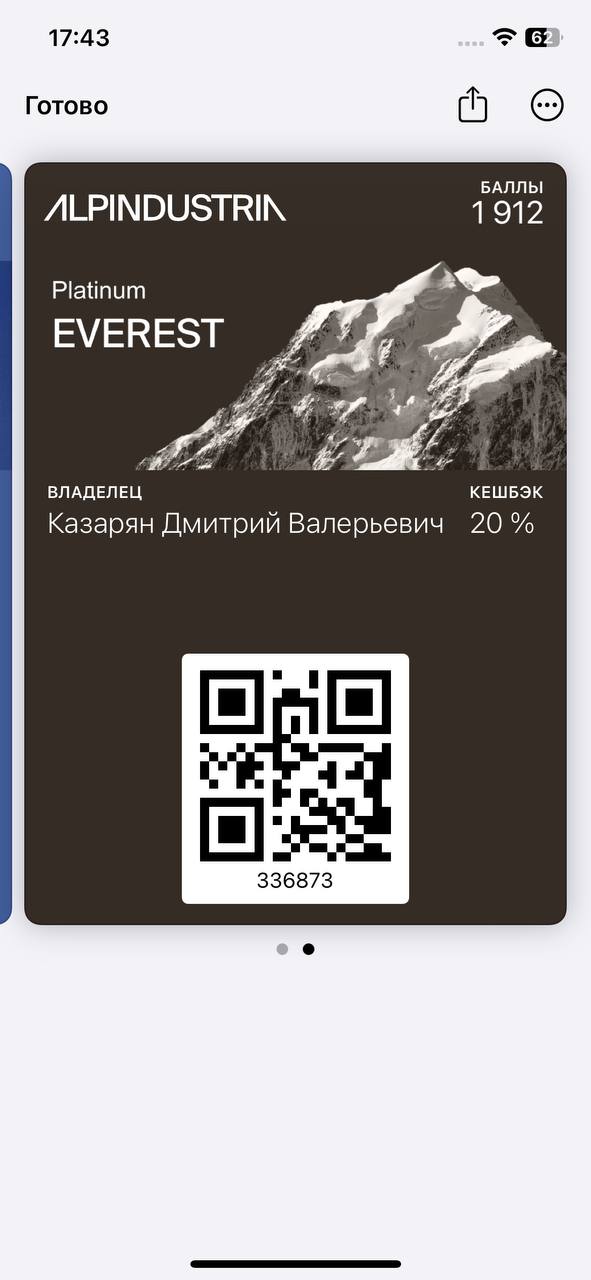 17:43
62
Готово
ALPINDUSTRIA
БАЛЛЫ
1 912
Platinum
EVEREST
ВЛАДЕЛЕЦ
КЕШБЭК
Казарян Дмитрий Валерьевич
20 %
336873